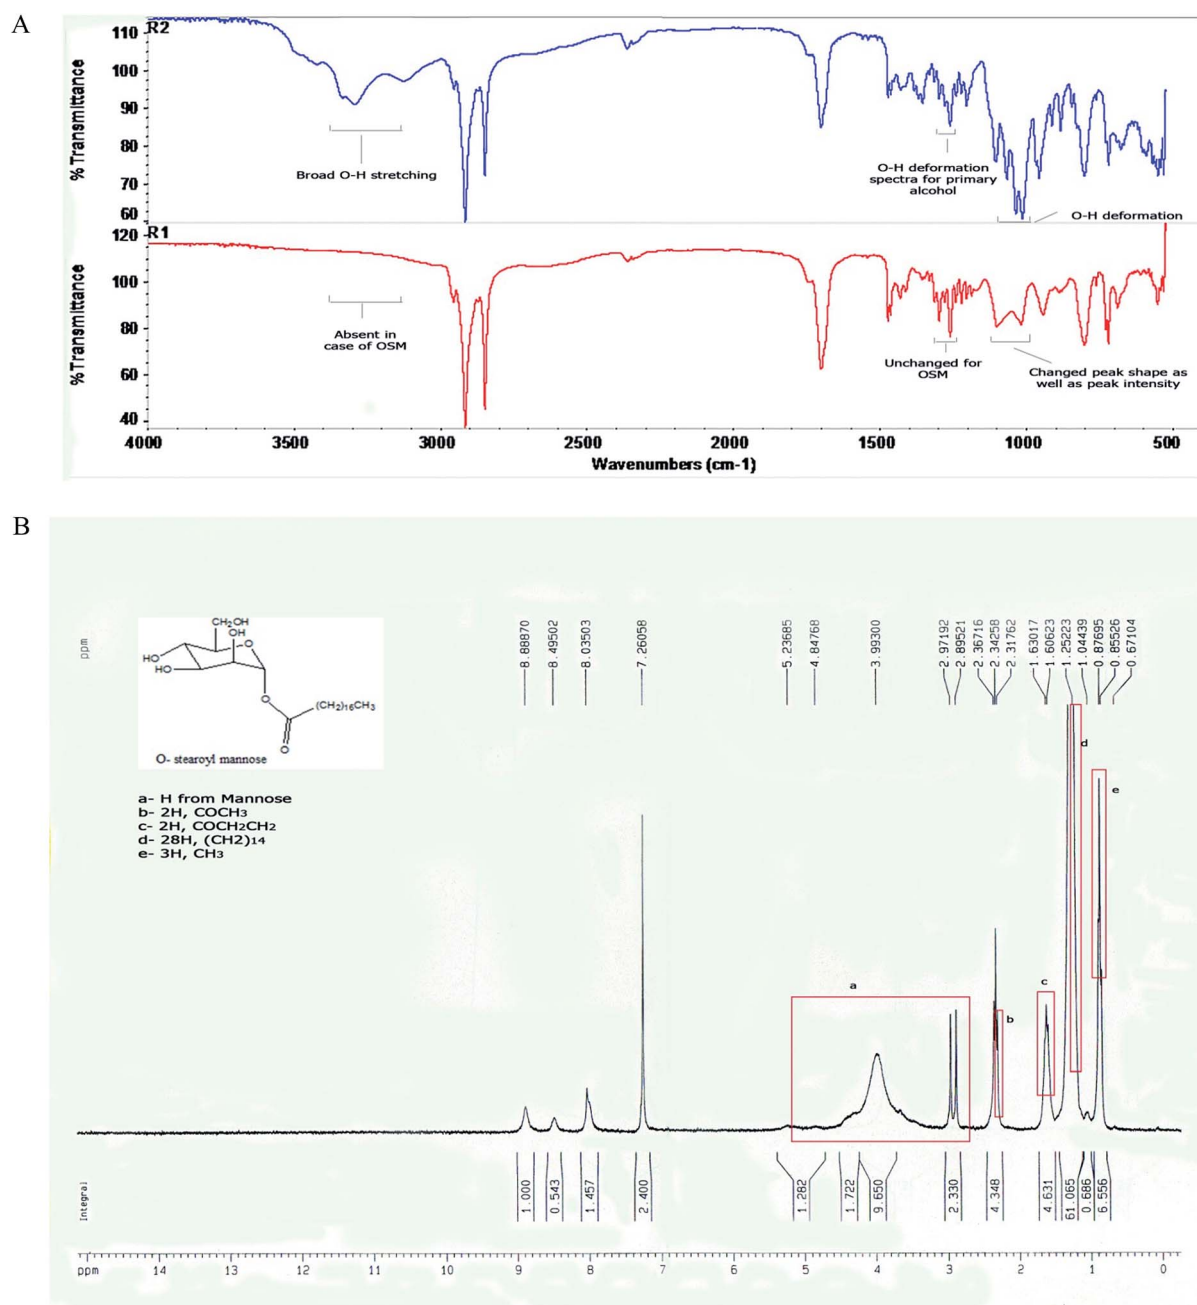 A
R2
110
100
90
80
70
60
%Transmittance
Broad O-H stretching
O-H deformation
spectra for primary
alcohol
O-H deformation
R1
120
100
80
60
40
%Transmittance
Absent in
case of OSM
Unchanged for
OSM
Changed peak shape as
well as peak intensity
4000 3500 3000 2500 2000 1500 1000 500
Wavenumbers (cm-1)
B
ppm
8.88870
8.49502
8.03503
7.26058
5.23685
4.84768
3.99300
2.97192
2.89521
2.36716
2.34258
2.31762
1.63017
1.60623
1.25223
1.04439
0.87695
0.85526
0.67104
CH₂OH
OH
O
HO
HO
O
(CH₂)₁₆CH₃
O
O- stearoyl mannose
a- H from Mannose
b- 2H, COCH₃
c- 2H, COCH₂CH₂
d- 28H, (CH2)₁₄
e- 3H, CH₃
a
b
c
d
e
Integral
1.000
0.543
1.457
2.400
1.282
1.722
9.650
2.330
4.348
4.631
61.065
0.686
6.556
ppm 14 13 12 11 10 9 8 7 6 5 4 3 2 1 0